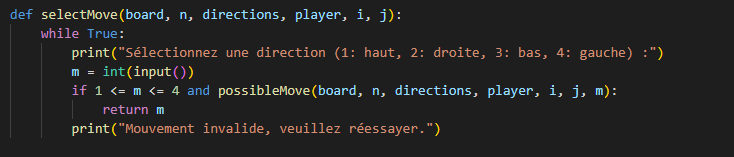 def selectMove(board, n, directions, player, i, j):
    while True:
        print("Sélectionnez une direction (1: haut, 2: droite, 3: bas, 4: gauche) :")
        m = int(input())
        if 1 <= m <= 4 and possibleMove(board, n, directions, player, i, j, m):
            return m
        print("Mouvement invalide, veuillez réessayer.")